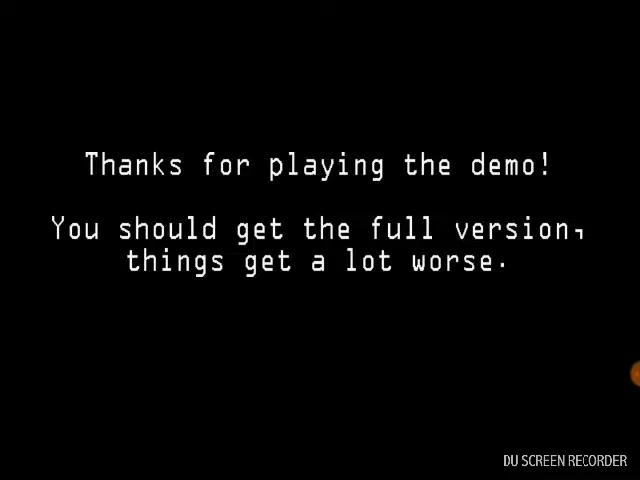 Thanks for playing the demo!
You should get the full version,
things get a lot worse.
DU SCREEN RECORDER